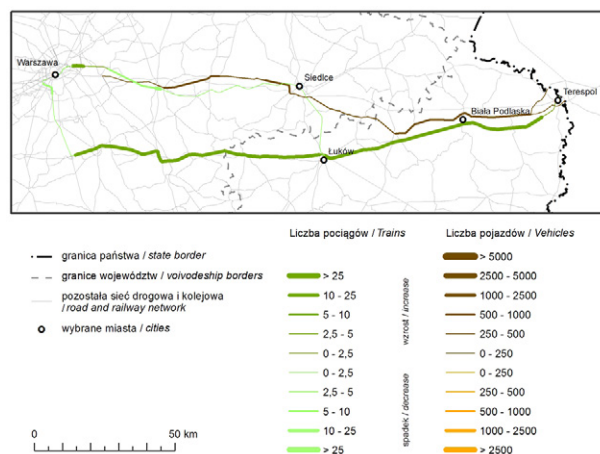 Warszawa
Siedlce
Terespol
Biała Podlaska
Łuków
Liczba pociągów / Trains
Liczba pojazdów / Vehicles
granica państwa / state border
granice województw / voivodeship borders
pozostała sieć drogowa i kolejowa
/ road and railway network
wybrane miasta / cities
> 25
10 - 25
5 - 10
2,5 - 5
0 - 2,5
0 - 2,5
2,5 - 5
5 - 10
10 - 25
> 25
wzrost / increase
spadek / decrease
> 5000
2500 - 5000
1000 - 2500
500 - 1000
250 - 500
0 - 250
0 - 250
250 - 500
500 - 1000
1000 - 2500
> 2500
0
50 km